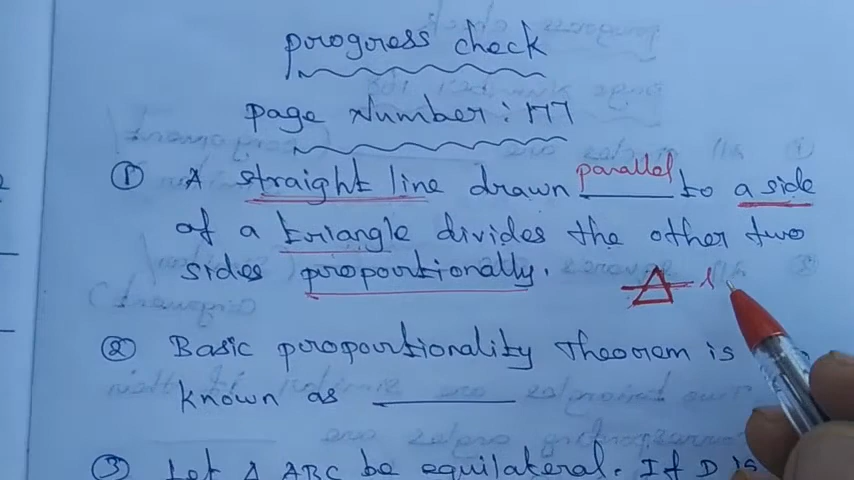 progress check
page Number: 177
① A straight line drawn parallel to a side
of a triangle divides the other two
sides proportionally.
② Basic proportionality Theorem is
known as ________
③ Let Δ ABC be equilateral. If D is